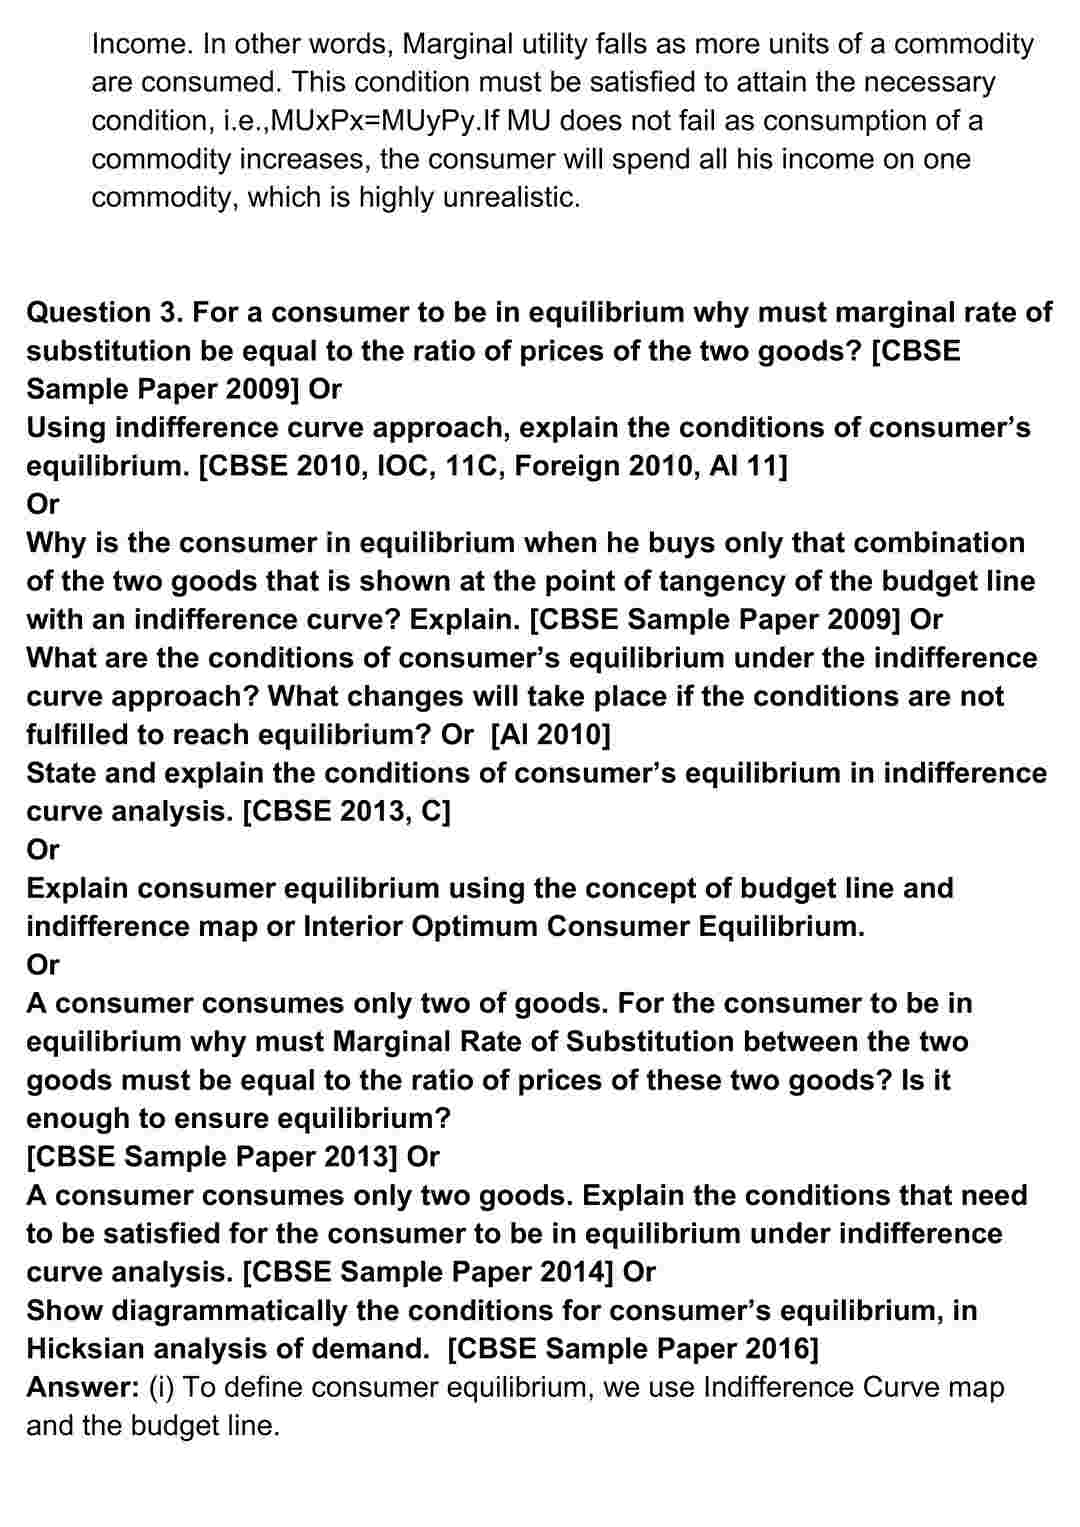 Income. In other words, Marginal utility falls as more units of a commodity
are consumed. This condition must be satisfied to attain the necessary
condition, i.e.,MUxPx=MUyPy.If MU does not fail as consumption of a
commodity increases, the consumer will spend all his income on one
commodity, which is highly unrealistic.
Question 3. For a consumer to be in equilibrium why must marginal rate of
substitution be equal to the ratio of prices of the two goods? [CBSE
Sample Paper 2009] Or
Using indifference curve approach, explain the conditions of consumer’s
equilibrium. [CBSE 2010, IOC, 11C, Foreign 2010, AI 11]
Or
Why is the consumer in equilibrium when he buys only that combination
of the two goods that is shown at the point of tangency of the budget line
with an indifference curve? Explain. [CBSE Sample Paper 2009] Or
What are the conditions of consumer’s equilibrium under the indifference
curve approach? What changes will take place if the conditions are not
fulfilled to reach equilibrium? Or  [AI 2010]
State and explain the conditions of consumer’s equilibrium in indifference
curve analysis. [CBSE 2013, C]
Or
Explain consumer equilibrium using the concept of budget line and
indifference map or Interior Optimum Consumer Equilibrium.
Or
A consumer consumes only two of goods. For the consumer to be in
equilibrium why must Marginal Rate of Substitution between the two
goods must be equal to the ratio of prices of these two goods? Is it
enough to ensure equilibrium?
[CBSE Sample Paper 2013] Or
A consumer consumes only two goods. Explain the conditions that need
to be satisfied for the consumer to be in equilibrium under indifference
curve analysis. [CBSE Sample Paper 2014] Or
Show diagrammatically the conditions for consumer’s equilibrium, in
Hicksian analysis of demand.  [CBSE Sample Paper 2016]
Answer: (i) To define consumer equilibrium, we use Indifference Curve map
and the budget line.